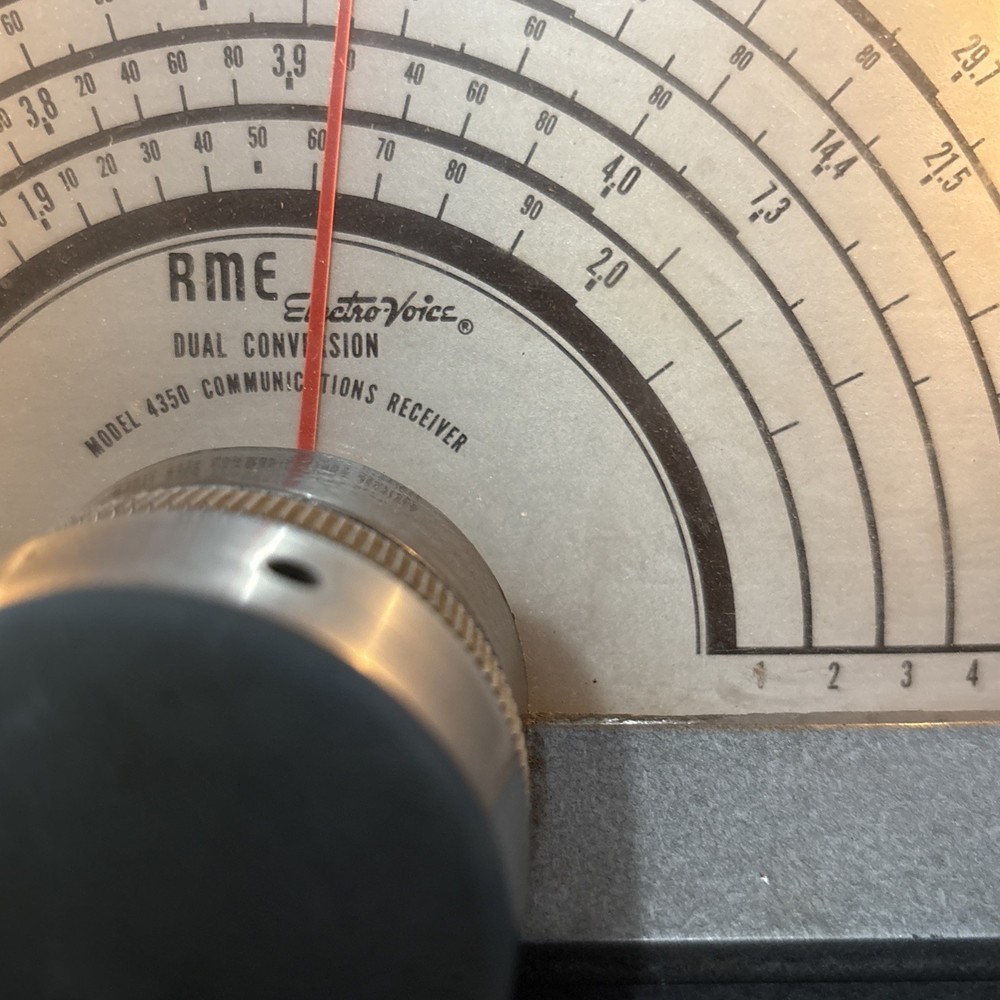 60 60 80 80 29.7
3.8 20 40 60 80 3.9 40 60 80 4.0 80 7.3 14.4 21.5
1.9 10 20 30 40 50 60 70 80 90 2.0
RME
Electro-Voice®
DUAL CONVERSION
MODEL 4350 COMMUNICATIONS RECEIVER
1 2 3 4